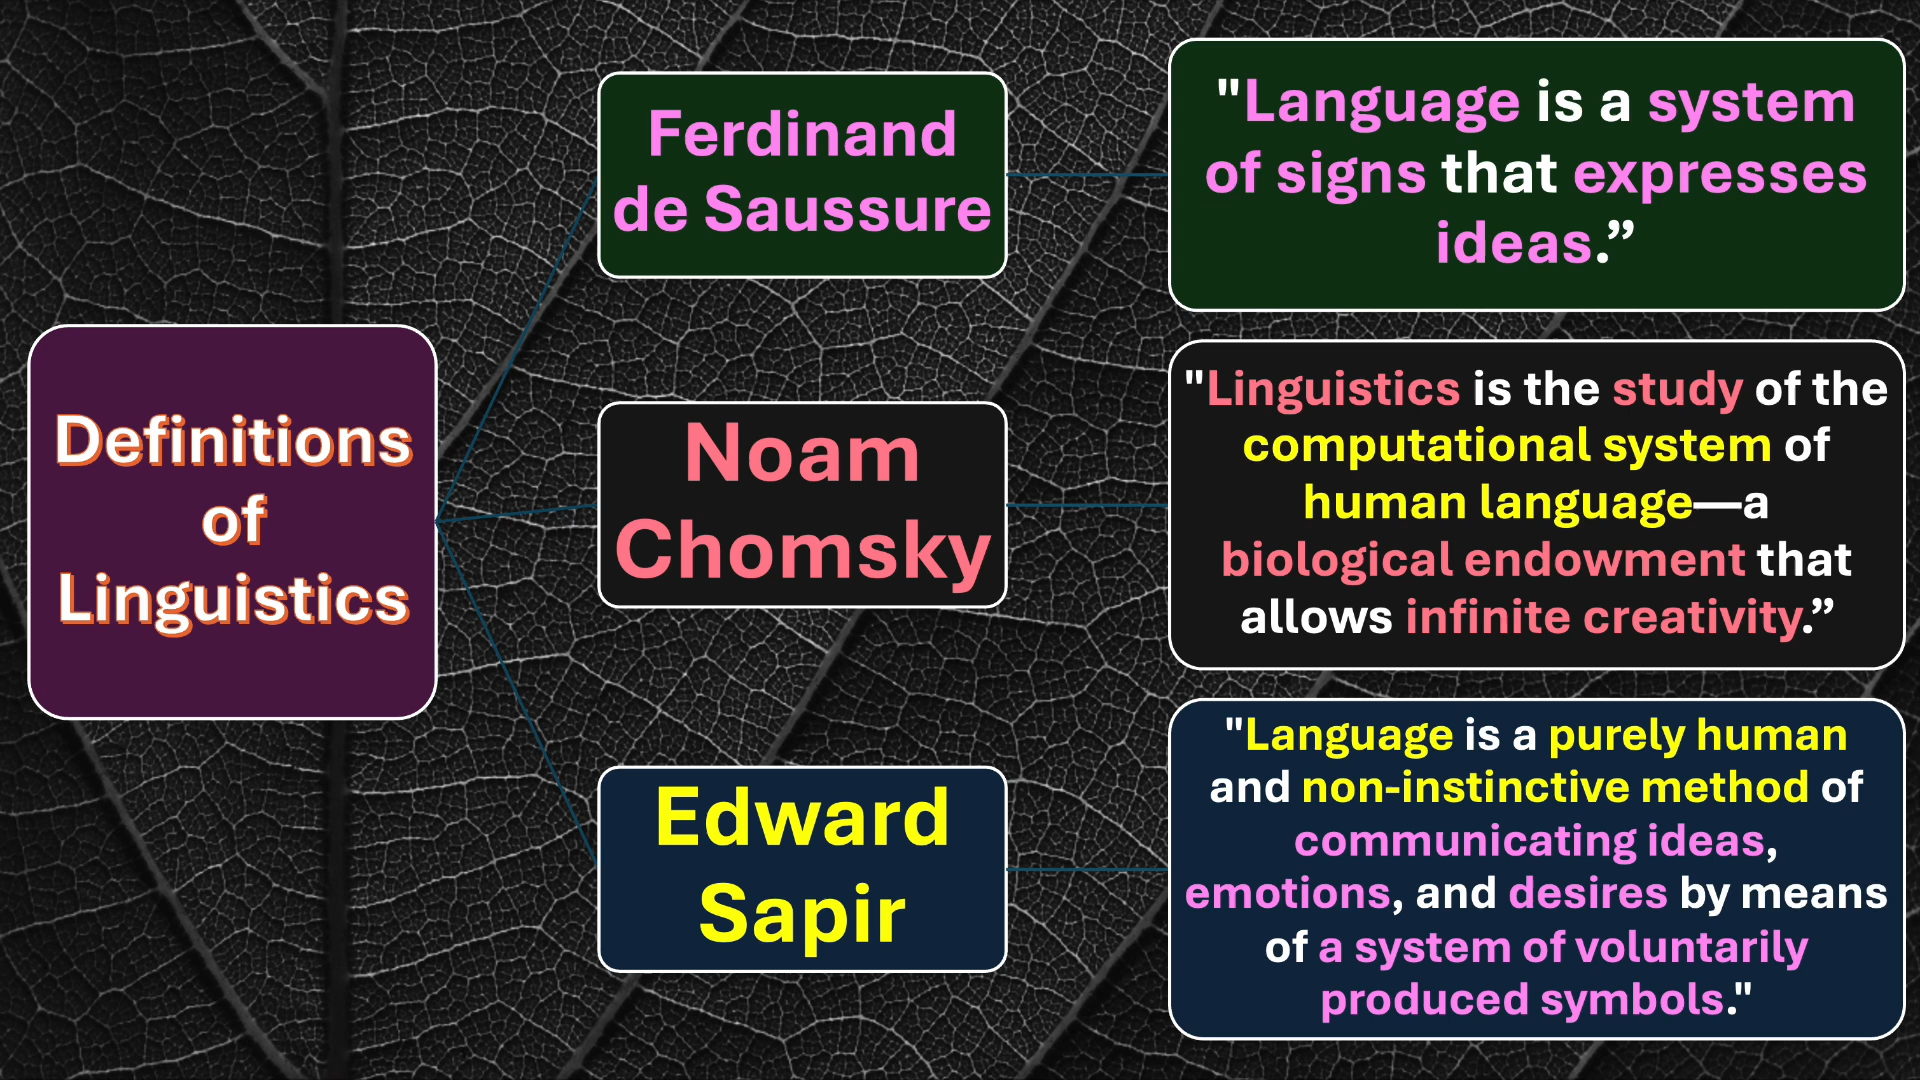 Definitions
of
Linguistics
Ferdinand
de Saussure
"Language is a system
of signs that expresses
ideas.”
Noam
Chomsky
"Linguistics is the study of the
computational system of
human language—a
biological endowment that
allows infinite creativity.”
Edward
Sapir
"Language is a purely human
and non-instinctive method of
communicating ideas,
emotions, and desires by means
of a system of voluntarily
produced symbols."